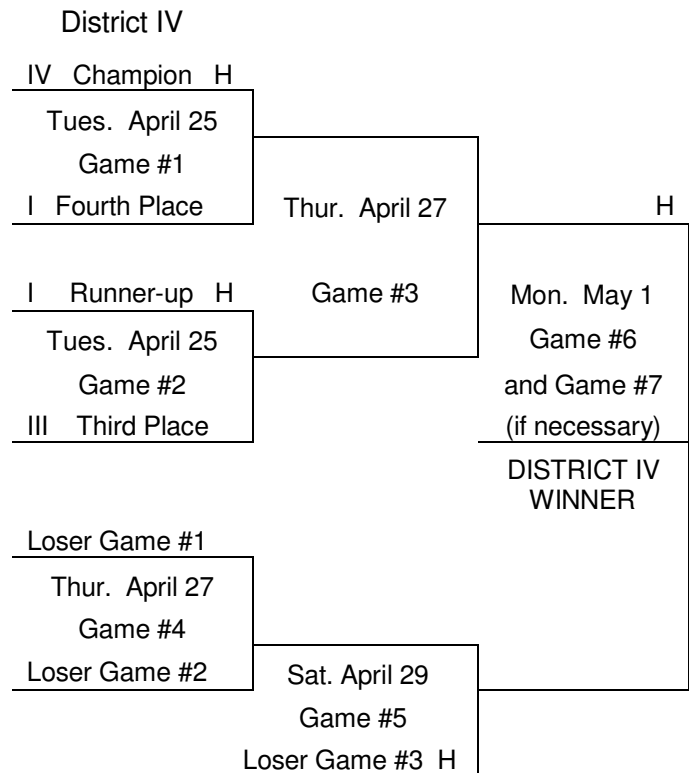 District IV
IV Champion H
Tues. April 25
Game #1
I Fourth Place
Thur. April 27
H
I Runner-up H
Game #3
Mon. May 1
Tues. April 25
Game #6
Game #2
and Game #7
III Third Place
(if necessary)
DISTRICT IV
WINNER
Loser Game #1
Thur. April 27
Game #4
Loser Game #2
Sat. April 29
Game #5
Loser Game #3 H